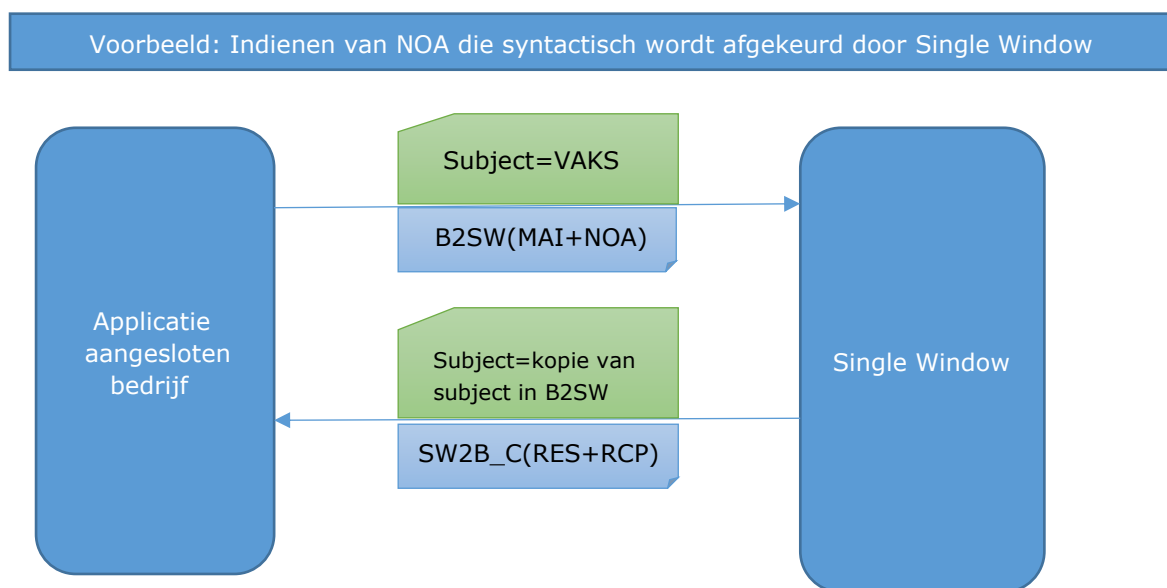 Voorbeeld: Indienen van NOA die syntactisch wordt afgekeurd door Single Window
Subject=VAKS
B2SW(MAI+NOA)
Applicatie
aangesloten
bedrijf
Subject=kopie van
subject in B2SW
SW2B_C(RES+RCP)
Single Window